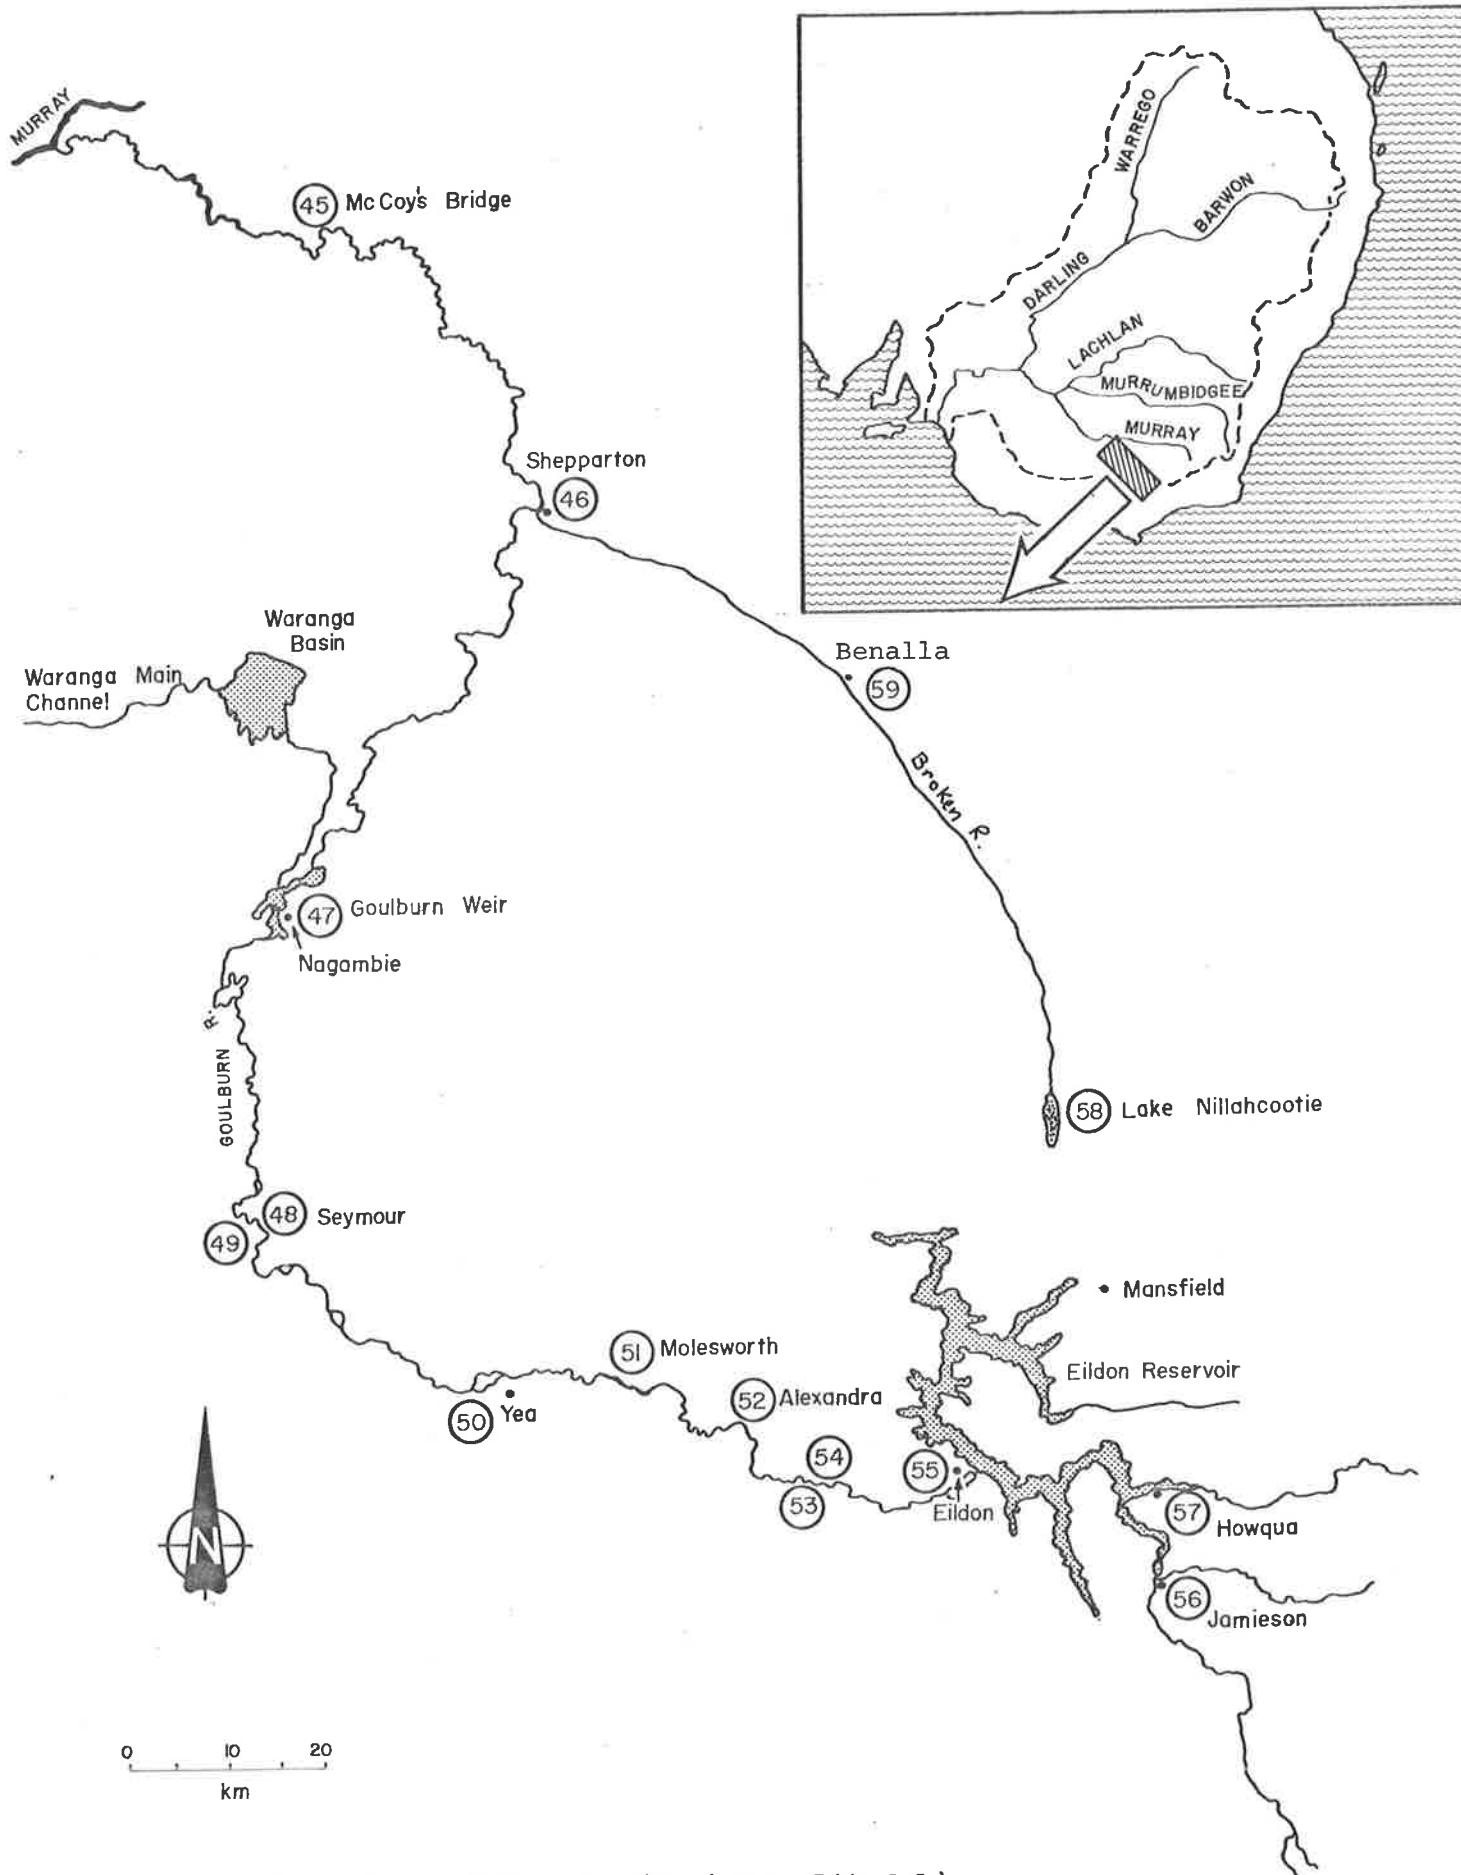 MURRAY
45 McCoy's Bridge
WARREGO
BARWON
DARLING
LACHLAN
MURRUMBIDGEE
MURRAY
Shepparton
46
Waranga
Basin
Waranga Main
Channel
Benalla
59
Broken R.
47 Goulburn Weir
Nagambie
GOULBURN R.
58 Lake Nillahcootie
48 Seymour
49
Mansfield
51 Molesworth
Eildon Reservoir
52 Alexandra
50 Yea
54
55
53
Eildon
57
Howqua
56
Jamieson
N
0 10 20
km